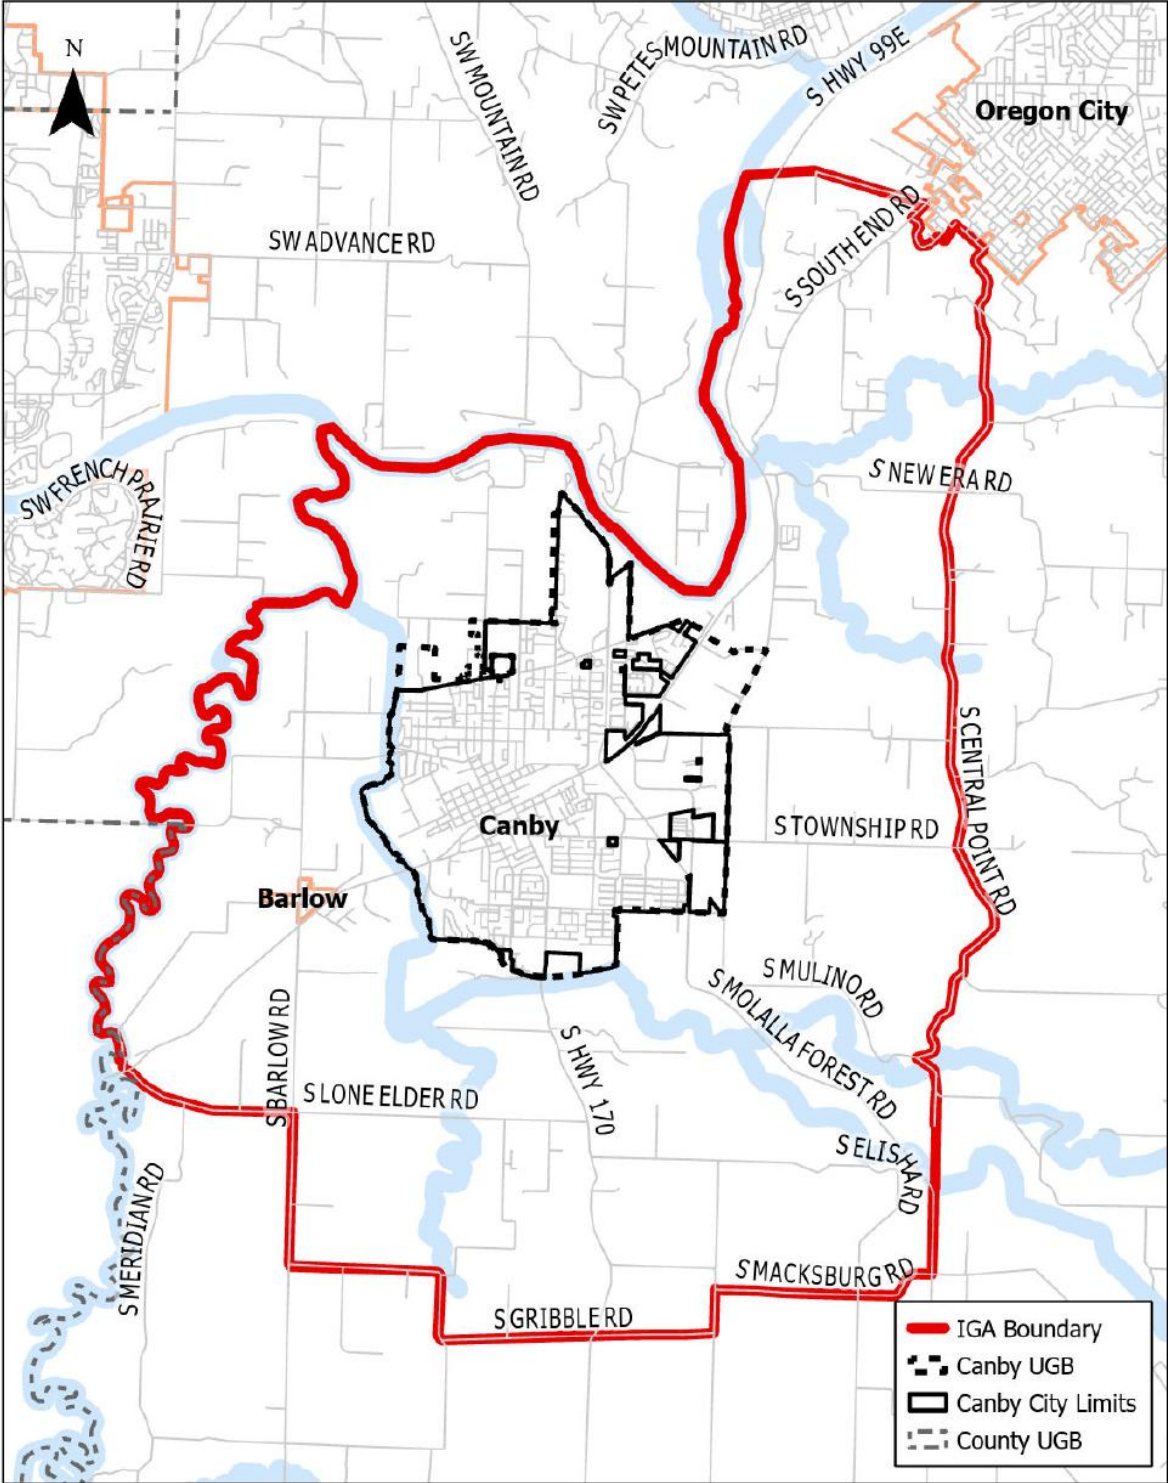 N
SW MOUNTAIN RD
SW PETES MOUNTAIN RD
S HWY 99E
Oregon City
SW ADVANCE RD
S SOUTH END RD
SW FRENCH PRAIRIE RD
S NEW ERA RD
S CENTRAL POINT RD
Canby
S TOWNSHIP RD
Barlow
S MULINO RD
S MOLALLA FOREST RD
S BARLOW RD
S HWY 170
S LONE ELDER RD
S ELISHA RD
S MERIDIAN RD
S MACKSBURG RD
S GRIBBLE RD
IGA Boundary
Canby UGB
Canby City Limits
County UGB